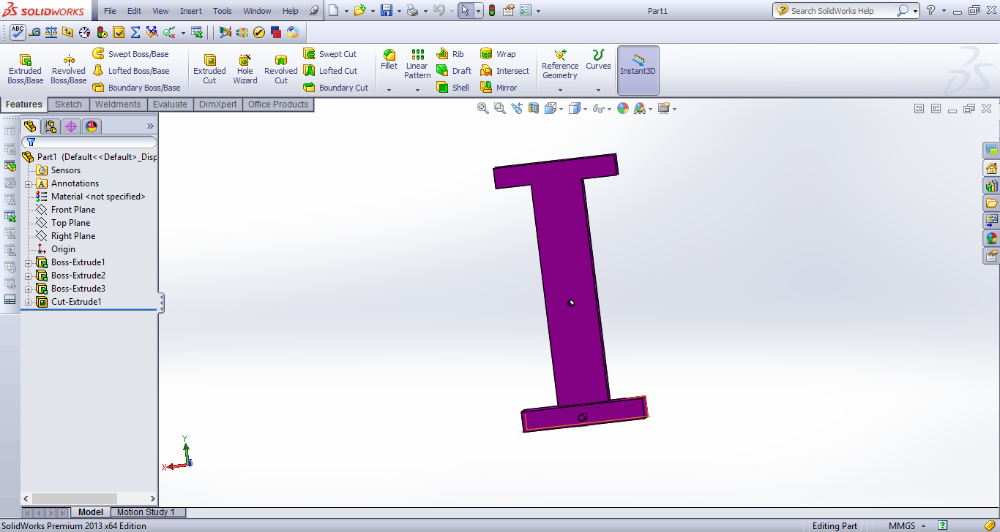 SOLIDWORKS File Edit View Insert Tools Window Help Part1 Search SolidWorks Help
ABC
Extruded Boss/Base
Revolved Boss/Base
Swept Boss/Base
Lofted Boss/Base
Boundary Boss/Base
Extruded Cut
Hole Wizard
Revolved Cut
Swept Cut
Lofted Cut
Boundary Cut
Fillet
Linear Pattern
Rib
Draft
Shell
Wrap
Intersect
Mirror
Reference Geometry
Curves
Instant3D
Features Sketch Weldments Evaluate DimXpert Office Products
Part1 (Default<<Default>_Disp
Sensors
A Annotations
Material <not specified>
Front Plane
Top Plane
Right Plane
Origin
Boss-Extrude1
Boss-Extrude2
Boss-Extrude3
Cut-Extrude1
Y
X
Z
Model Motion Study 1
SolidWorks Premium 2013 x64 Edition Editing Part MMGS